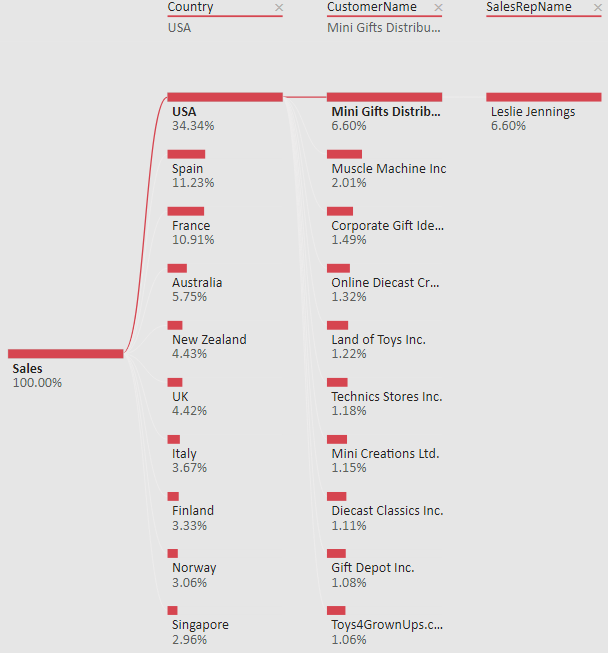 Country × CustomerName × SalesRepName ×
USA Mini Gifts Distribu...
USA
34.34%
Spain
11.23%
France
10.91%
Australia
5.75%
New Zealand
4.43%
Sales
100.00%
UK
4.42%
Italy
3.67%
Finland
3.33%
Norway
3.06%
Singapore
2.96%
Mini Gifts Distrib...
6.60%
Muscle Machine Inc
2.01%
Corporate Gift Ide...
1.49%
Online Diecast Cr...
1.32%
Land of Toys Inc.
1.22%
Technics Stores Inc.
1.18%
Mini Creations Ltd.
1.15%
Diecast Classics Inc.
1.11%
Gift Depot Inc.
1.08%
Toys4GrownUps.c...
1.06%
Leslie Jennings
6.60%